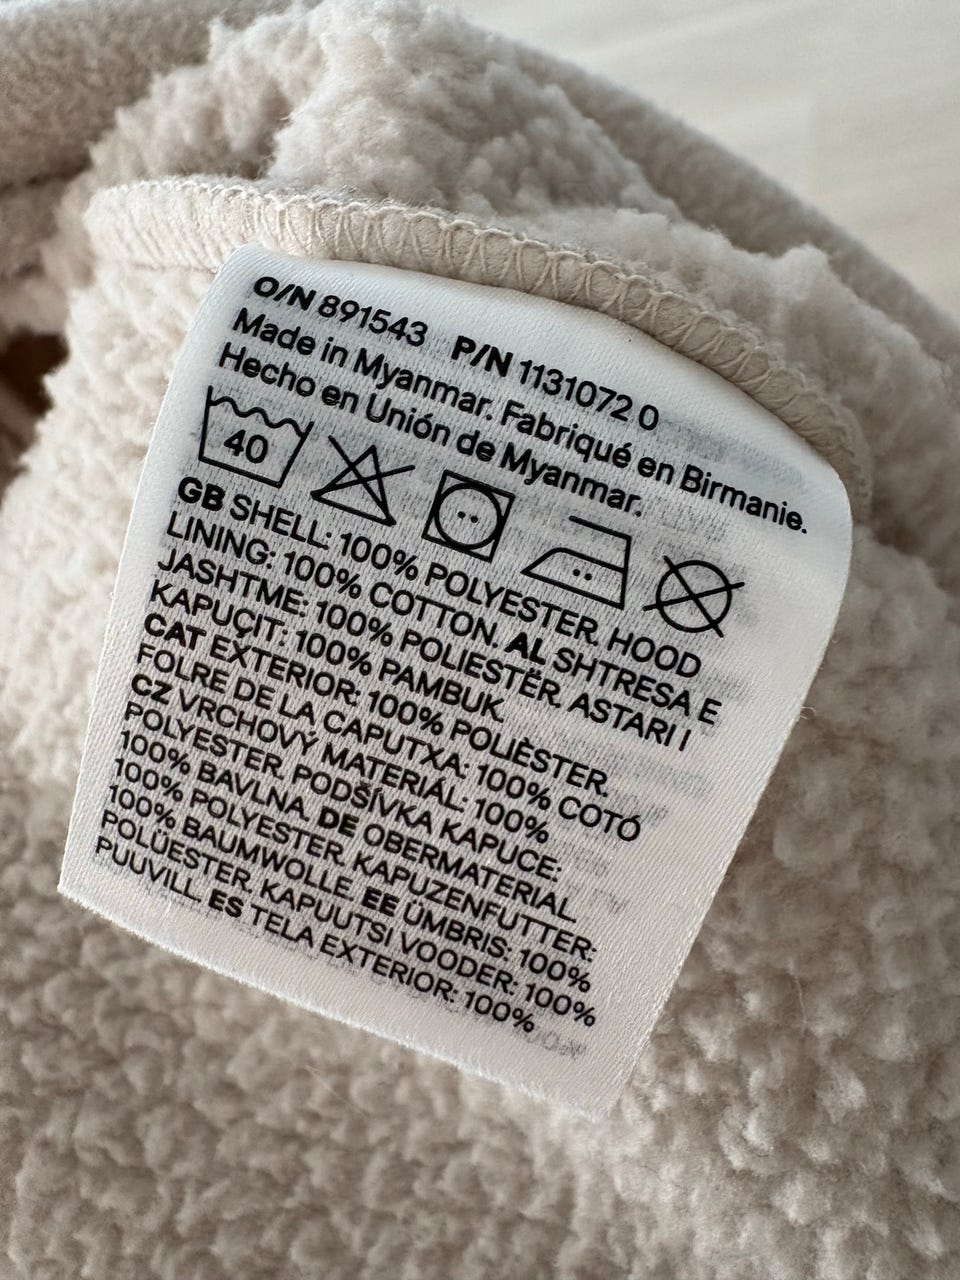 O/N 891543 P/N 1131072 0
Made in Myanmar. Fabriqué en Birmanie.
Hecho en Unión de Myanmar.
40
GB SHELL: 100% POLYESTER. HOOD
LINING: 100% COTTON. AL SHTRESA E
JASHTME: 100% POLIESTËR. ASTARI I
KAPUÇIT: 100% PAMBUK.
CAT EXTERIOR: 100% POLIÈSTER.
FOLRE DE LA CAPUTXA: 100% COTÓ
CZ VRCHOVÝ MATERIÁL: 100%
POLYESTER. PODŠÍVKA KAPUCE:
100% BAVLNA. DE OBERMATERIAL
100% POLYESTER. KAPUZENFUTTER:
100% BAUMWOLLE. EE ÜMBRIS: 100%
POLÜESTER. KAPUUTSI VOODER: 100%
PUUVILL. ES TELA EXTERIOR: 100%